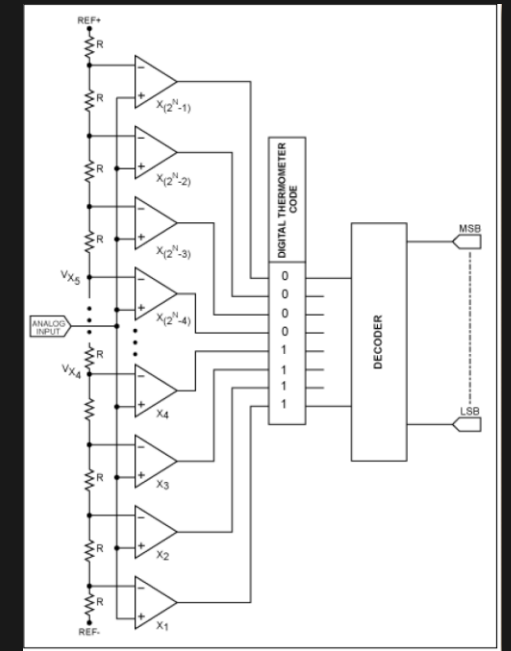 REF+
R
−
+
X(2^N-1)
R
−
+
X(2^N-2)
DIGITAL THERMOMETER
CODE
R
−
+
X(2^N-3)
MSB
R
VX5
−
+
X(2^N-4)
0
0
0
0
1
1
1
1
ANALOG
INPUT
DECODER
R
VX4
−
+
X4
LSB
−
+
X3
R
−
+
X2
R
−
+
X1
R
REF-